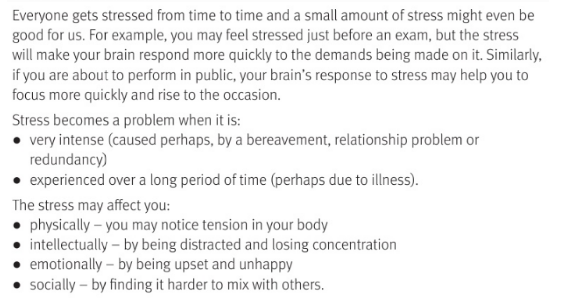 Everyone gets stressed from time to time and a small amount of stress might even be
good for us. For example, you may feel stressed just before an exam, but the stress
will make your brain respond more quickly to the demands being made on it. Similarly,
if you are about to perform in public, your brain's response to stress may help you to
focus more quickly and rise to the occasion.
Stress becomes a problem when it is:
• very intense (caused perhaps, by a bereavement, relationship problem or
redundancy)
• experienced over a long period of time (perhaps due to illness).
The stress may affect you:
• physically – you may notice tension in your body
• intellectually – by being distracted and losing concentration
• emotionally – by being upset and unhappy
• socially – by finding it harder to mix with others.